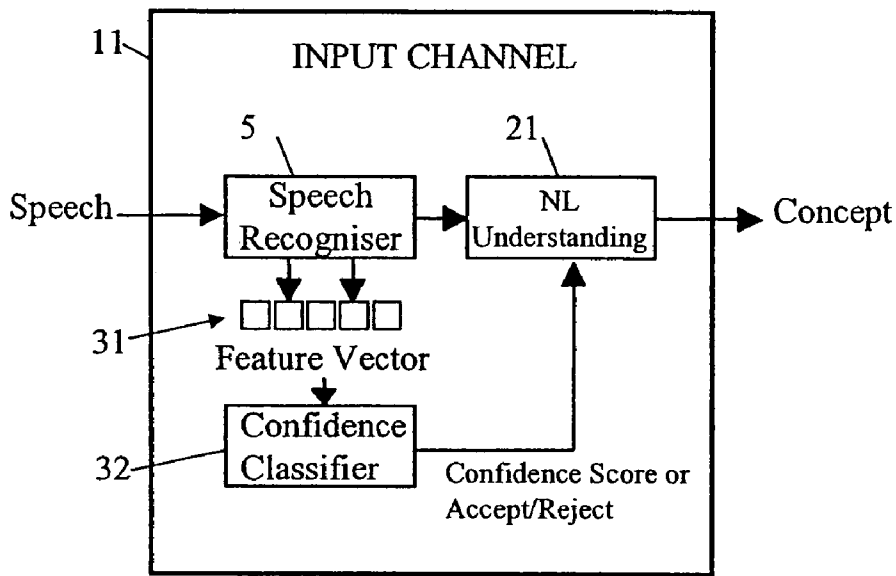 11
INPUT CHANNEL
5
21
Speech
Speech
Recogniser
NL
Understanding
Concept
31
Feature Vector
32
Confidence
Classifier
Confidence Score or
Accept/Reject